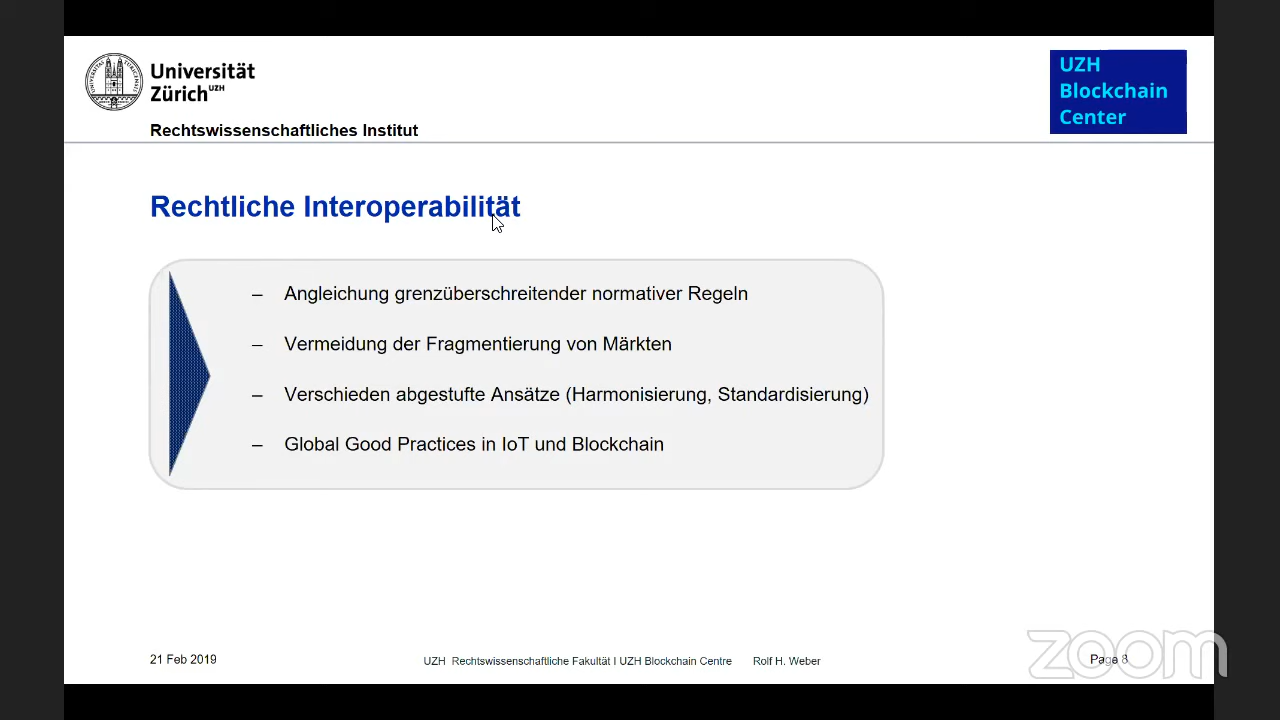 Universität
Zürich UZH
Rechtswissenschaftliches Institut
UZH
Blockchain
Center
Rechtliche Interoperabilität
– Angleichung grenzüberschreitender normativer Regeln
– Vermeidung der Fragmentierung von Märkten
– Verschieden abgestufte Ansätze (Harmonisierung, Standardisierung)
– Global Good Practices in IoT und Blockchain
21 Feb 2019
UZH Rechtswissenschaftliche Fakultät I UZH Blockchain Centre Rolf H. Weber
Page 8
zoom